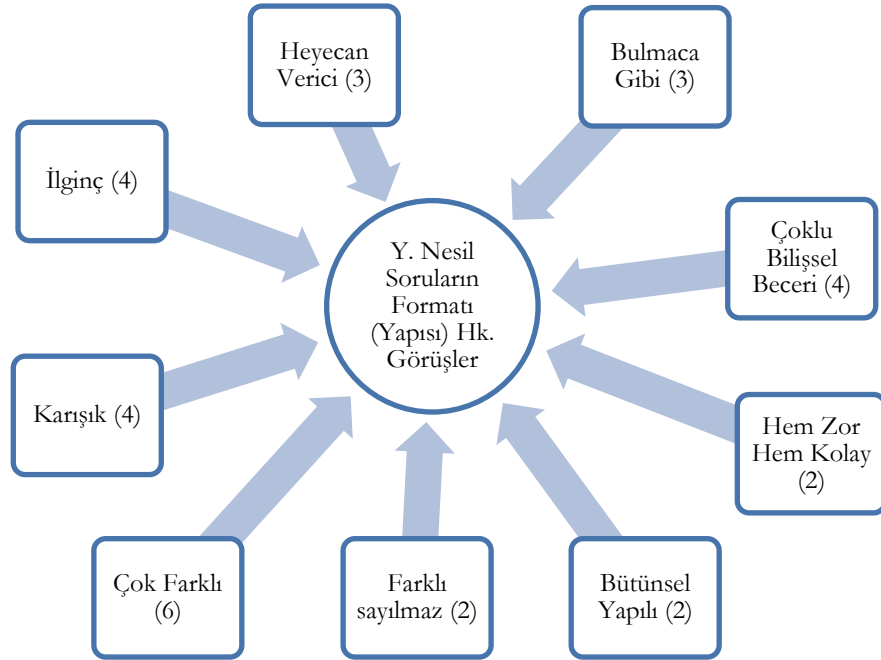 Heyecan
Verici (3)
Bulmaca
Gibi (3)
İlginç (4)
Y. Nesil
Soruların
Formatı
(Yapısı) Hk.
Görüşler
Çoklu
Bilişsel
Beceri (4)
Karışık (4)
Hem Zor
Hem Kolay
(2)
Çok Farklı
(6)
Farklı
sayılmaz (2)
Bütünsel
Yapılı (2)